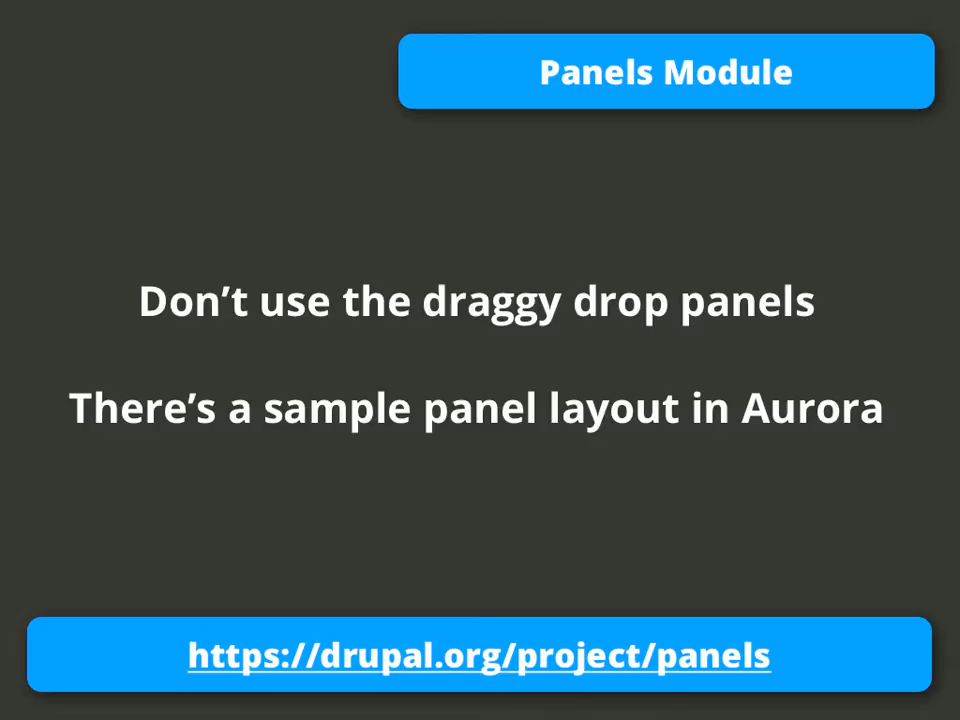 Panels Module
Don’t use the draggy drop panels
There’s a sample panel layout in Aurora
https://drupal.org/project/panels